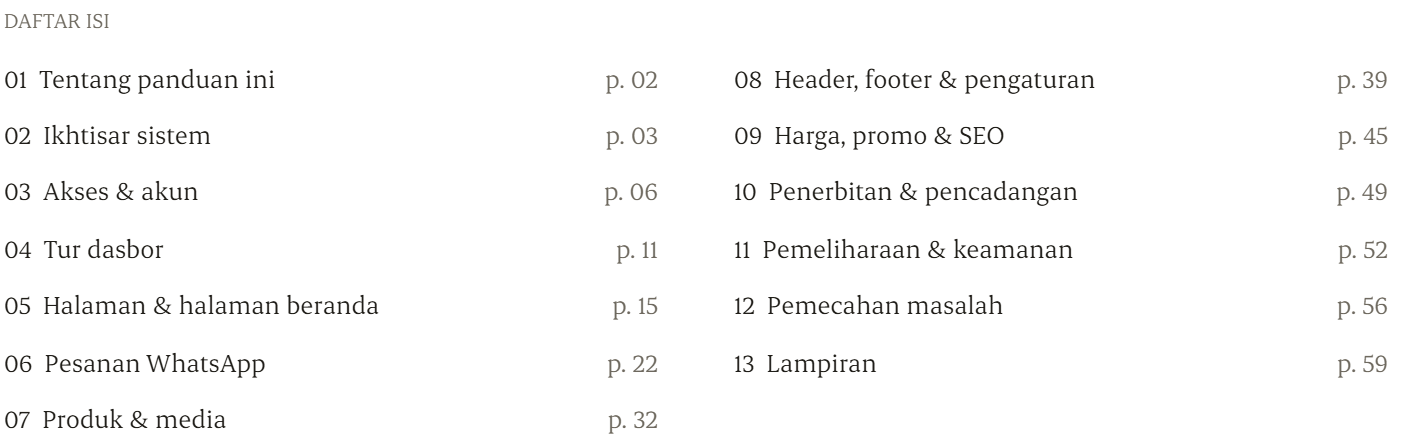 DAFTAR ISI
01 Tentang panduan ini p. 02
02 Ikhtisar sistem p. 03
03 Akses & akun p. 06
04 Tur dasbor p. 11
05 Halaman & halaman beranda p. 15
06 Pesanan WhatsApp p. 22
07 Produk & media p. 32
08 Header, footer & pengaturan p. 39
09 Harga, promo & SEO p. 45
10 Penerbitan & pencadangan p. 49
11 Pemeliharaan & keamanan p. 52
12 Pemecahan masalah p. 56
13 Lampiran p. 59